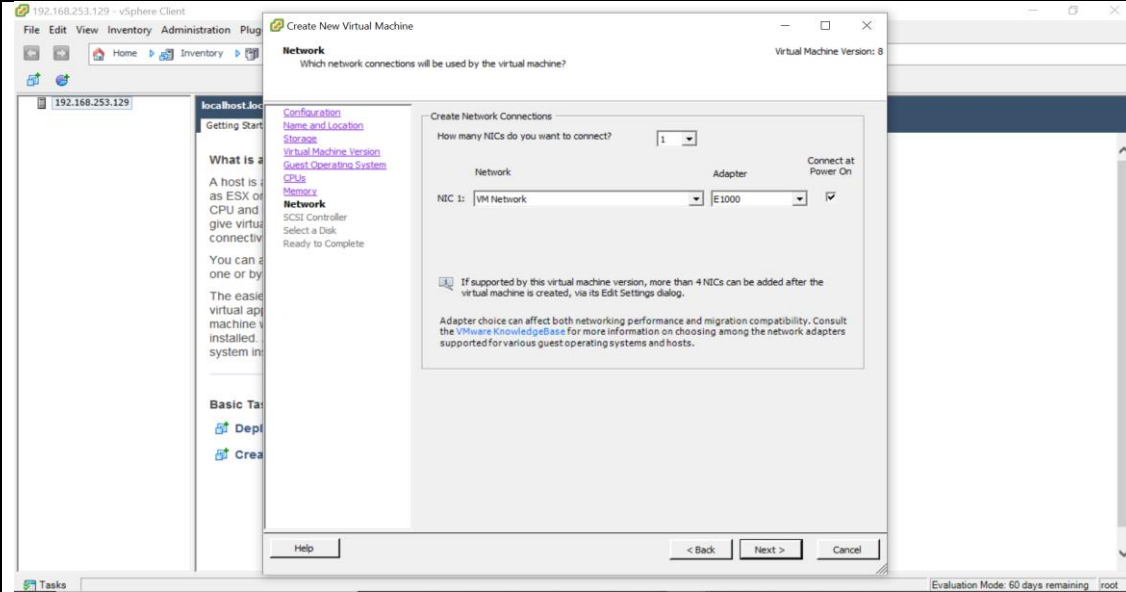 192.168.253.129 - vSphere Client
File Edit View Inventory Administration Plug
Home Inventory
192.168.253.129
localhost.loc
Getting Start
What is a
A host is a
as ESX or
CPU and
give virtua
connectiv
You can a
one or by
The easie
virtual app
machine v
installed.
system ins
Basic Tas
Depl
Crea
Create New Virtual Machine
Network
Which network connections will be used by the virtual machine?
Virtual Machine Version: 8
Configuration
Name and Location
Storage
Virtual Machine Version
Guest Operating System
CPUs
Memory
Network
SCSI Controller
Select a Disk
Ready to Complete
Create Network Connections
How many NICs do you want to connect? 1
Network Adapter Connect at
Power On
NIC 1: VM Network E1000
If supported by this virtual machine version, more than 4 NICs can be added after the
virtual machine is created, via its Edit Settings dialog.
Adapter choice can affect both networking performance and migration compatibility. Consult
the VMware KnowledgeBase for more information on choosing among the network adapters
supported for various guest operating systems and hosts.
Help < Back Next > Cancel
Tasks Evaluation Mode: 60 days remaining root